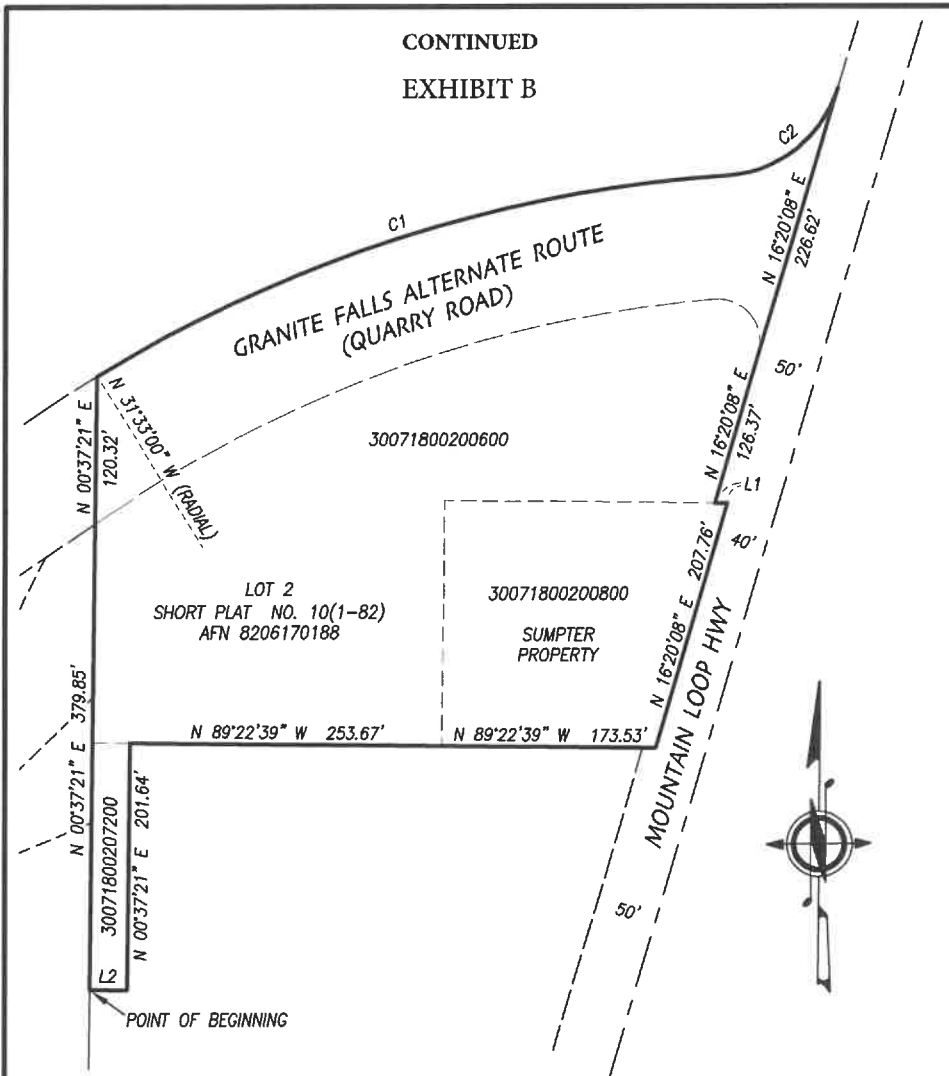 CONTINUED
EXHIBIT B
C2
C1
N 16°20'08" E
226.62'
GRANITE FALLS ALTERNATE ROUTE
(QUARRY ROAD)
50'
N 16°20'08" E
126.37'
N 00°37'21" E
120.32'
N 31°33'00" W (RADIAL)
30071800200600
L1
40'
LOT 2
SHORT PLAT NO. 10(1-82)
AFN 8206170188
30071800200800
SUMPTER
PROPERTY
N 16°20'08" E 207.76'
MOUNTAIN LOOP HWY
N 00°37'21" E 379.85'
N 89°22'39" W 253.67'
N 89°22'39" W 173.53'
30071800207200
N 00°37'21" E 201.64'
50'
L2
POINT OF BEGINNING